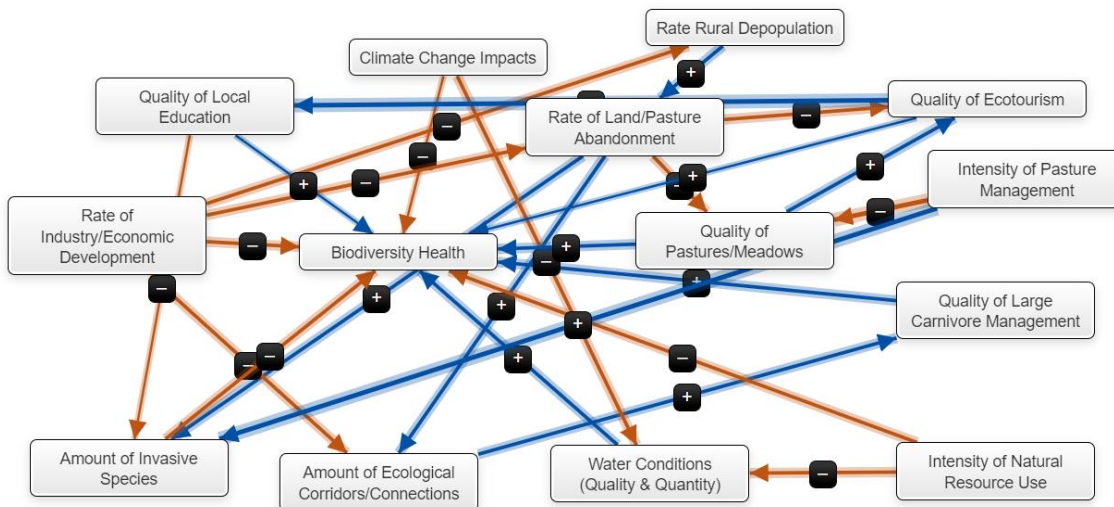 Rate Rural Depopulation
Climate Change Impacts
+
Quality of Local
Education
Rate of Land/Pasture
Abandonment
Quality of Ecotourism
−
−
−
+
Intensity of Pasture
Management
+
−
−
+
Rate of
Industry/Economic
Development
−
Biodiversity Health
+
Quality of
Pastures/Meadows
−
−
+
−
+
+
+
Quality of Large
Carnivore Management
−
−
+
−
+
Amount of Invasive
Species
Amount of Ecological
Corridors/Connections
Water Conditions
(Quality & Quantity)
−
Intensity of Natural
Resource Use